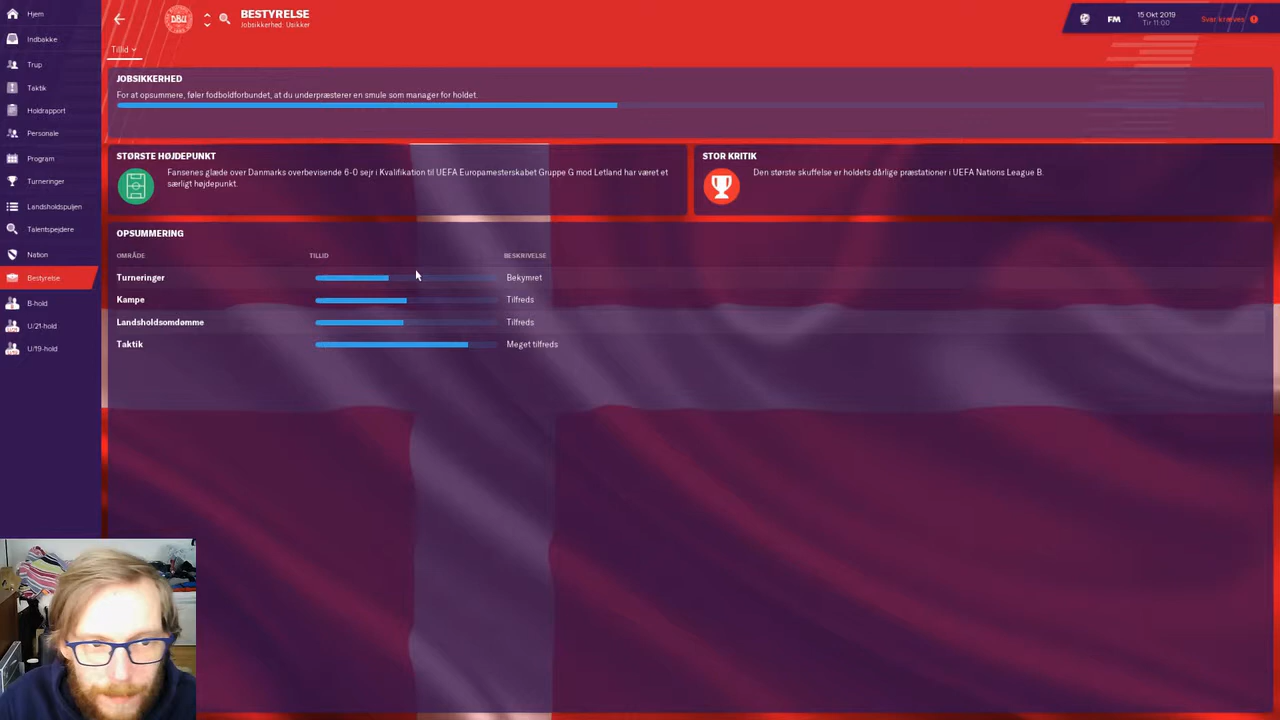 Hjem
Indbakke
Trup
Taktik
Holdrapport
Personale
Program
Turneringer
Landsholdspuljen
Talentspejdere
Nation
Bestyrelse
B-hold
U/21-hold
U/19-hold
DBU
BESTYRELSE
Jobsikkerhed: Usikker
FM
15 Okt 2019
Tir 11:00
Svar kræves
Tillid
JOBSIKKERHED
For at opsummere, føler fodboldforbundet, at du underpræsterer en smule som manager for holdet.
STØRSTE HØJDEPUNKT
Fansenes glæde over Danmarks overbevisende 6-0 sejr i Kvalifikation til UEFA Europamesterskabet Gruppe G mod Letland har været et
særligt højdepunkt.
STOR KRITIK
Den største skuffelse er holdets dårlige præstationer i UEFA Nations League B.
OPSUMMERING
OMRÅDE TILLID BESKRIVELSE
Turneringer Bekymret
Kampe Tilfreds
Landsholdsomdømme Tilfreds
Taktik Meget tilfreds